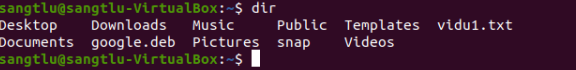 sangtlu@sangtlu-VirtualBox:~$ dir
Desktop Downloads Music Public Templates vidu1.txt
Documents google.deb Pictures snap Videos
sangtlu@sangtlu-VirtualBox:~$